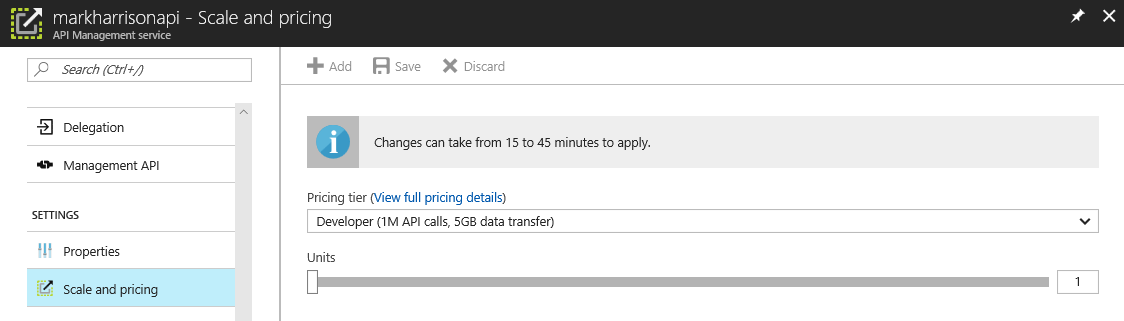 markharrisonapi - Scale and pricing
API Management service
Search (Ctrl+/)
Add Save Discard
Delegation
Management API
SETTINGS
Properties
Scale and pricing
Changes can take from 15 to 45 minutes to apply.
Pricing tier (View full pricing details)
Developer (1M API calls, 5GB data transfer)
Units
1